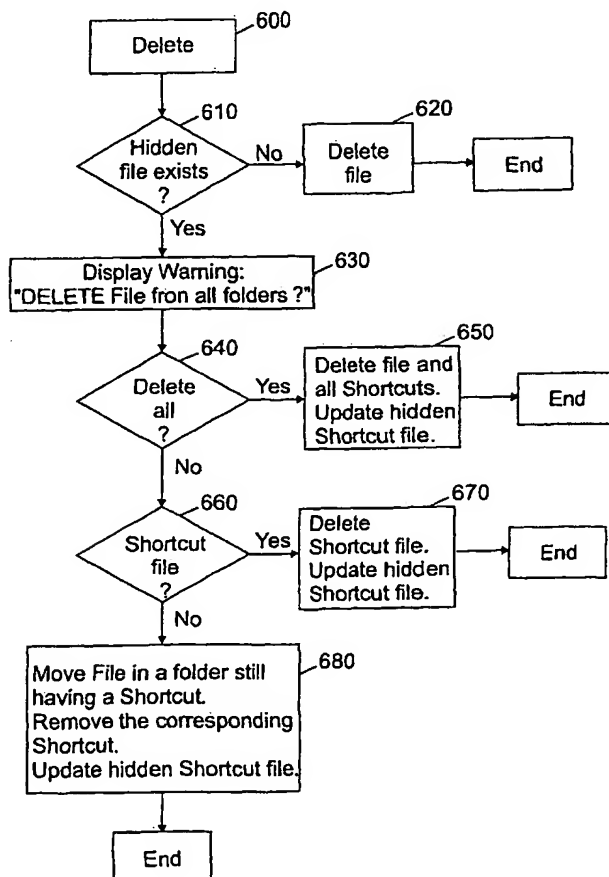 600
Delete
610
Hidden
file exists
?
No
620
Delete
file
End
Yes
630
Display Warning:
"DELETE File fron all folders ?"
640
Delete
all
?
Yes
650
Delete file and
all Shortcuts.
Update hidden
Shortcut file.
End
No
660
Shortcut
file
?
Yes
670
Delete
Shortcut file.
Update hidden
Shortcut file.
End
No
680
Move File in a folder still
having a Shortcut.
Remove the corresponding
Shortcut.
Update hidden Shortcut file.
End